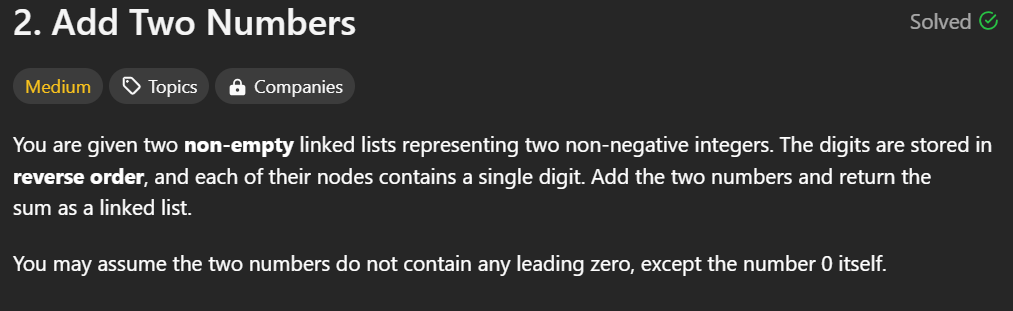 2. Add Two Numbers
Solved
Medium
Topics
Companies
You are given two non-empty linked lists representing two non-negative integers. The digits are stored in
reverse order, and each of their nodes contains a single digit. Add the two numbers and return the
sum as a linked list.
You may assume the two numbers do not contain any leading zero, except the number 0 itself.